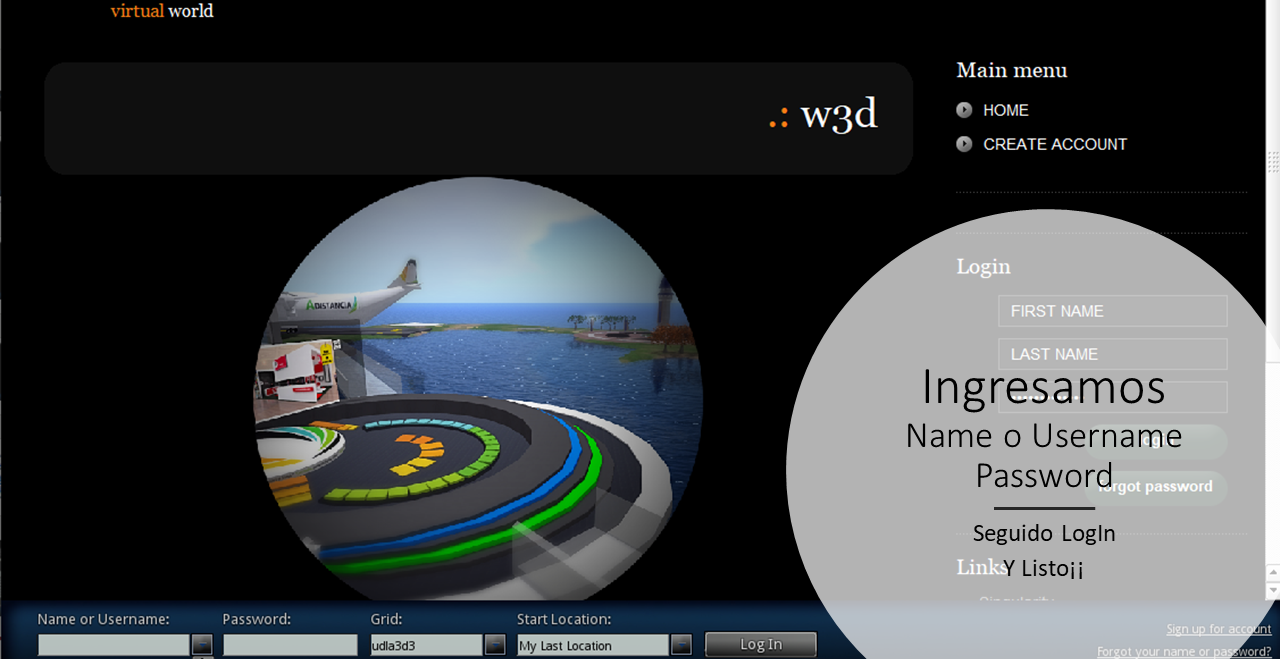 virtual world
.: w3d
ADISTANCIA
Main menu
HOME
CREATE ACCOUNT
Login
FIRST NAME
LAST NAME
forgot password
Links
Singularity
Ingresamos
Name o Username
Password
Seguido LogIn
Y Listo¡¡
Name or Username:
Password:
Grid:
udla3d3
Start Location:
My Last Location
Log In
Sign up for account
Forgot your name or password?